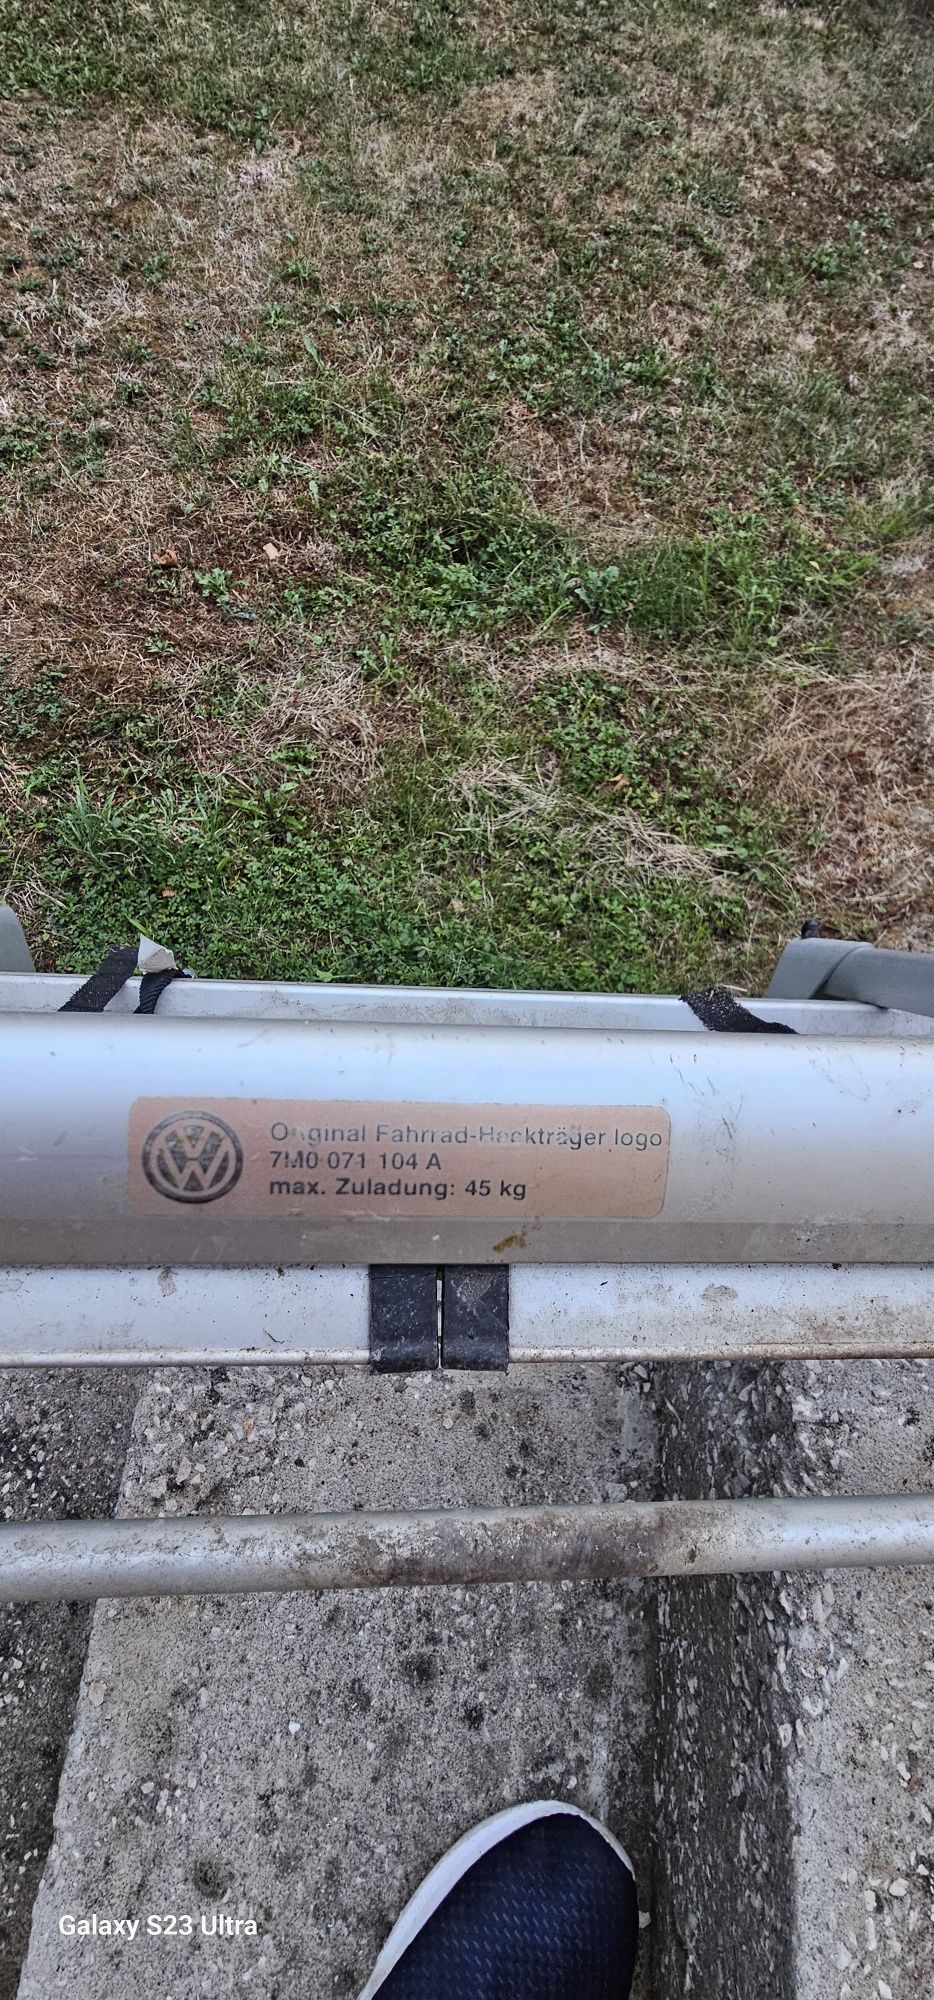 Original Fahrrad-Heckträger logo
7M0 071 104 A
max. Zuladung: 45 kg
Galaxy S23 Ultra